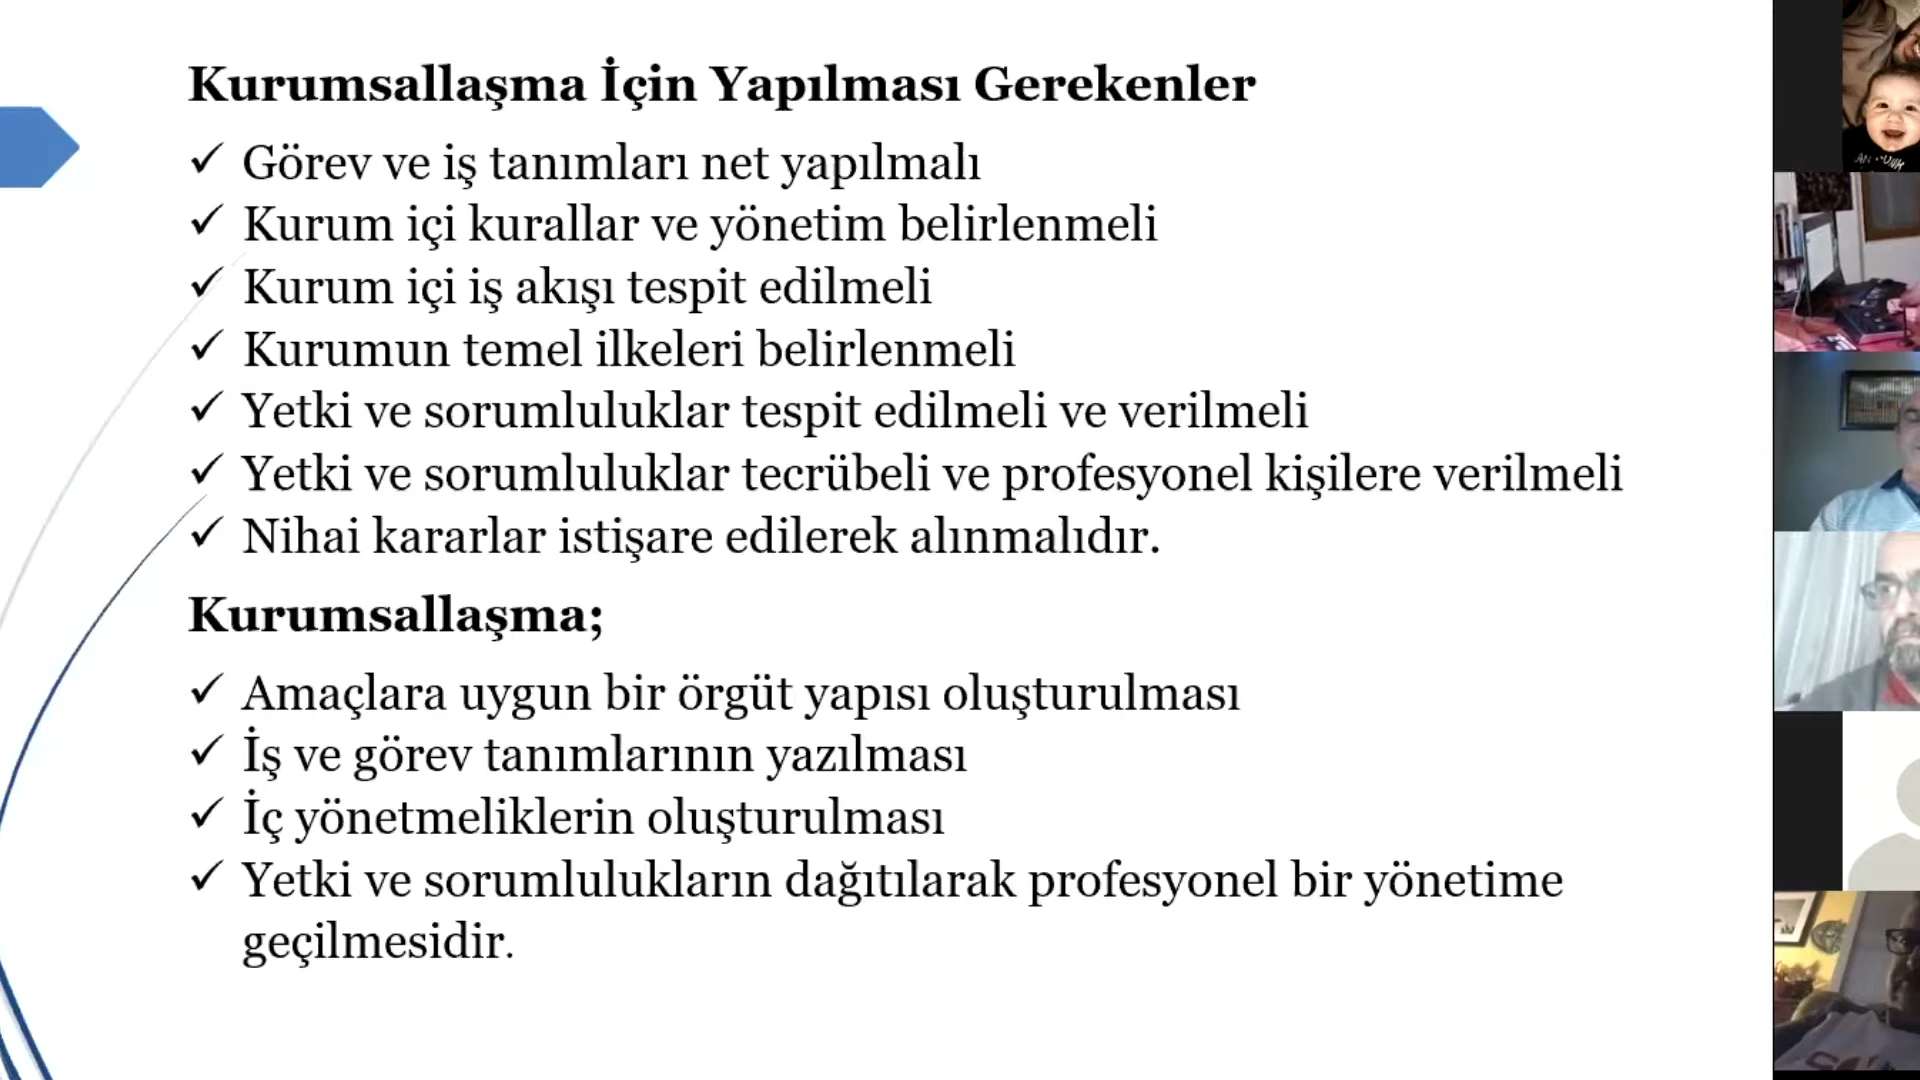 Kurumsallaşma İçin Yapılması Gerekenler
✓ Görev ve iş tanımları net yapılmalı
✓ Kurum içi kurallar ve yönetim belirlenmeli
✓ Kurum içi iş akışı tespit edilmeli
✓ Kurumun temel ilkeleri belirlenmeli
✓ Yetki ve sorumluluklar tespit edilmeli ve verilmeli
✓ Yetki ve sorumluluklar tecrübeli ve profesyonel kişilere verilmeli
✓ Nihai kararlar istişare edilerek alınmalıdır.
Kurumsallaşma;
✓ Amaçlara uygun bir örgüt yapısı oluşturulması
✓ İş ve görev tanımlarının yazılması
✓ İç yönetmeliklerin oluşturulması
✓ Yetki ve sorumlulukların dağıtılarak profesyonel bir yönetime
geçilmesidir.